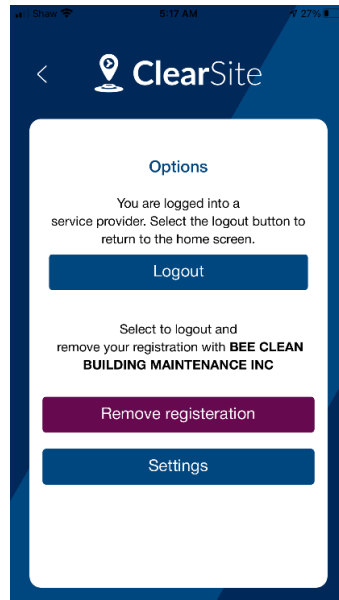 Shaw 5:17 AM 27%
ClearSite
Options
You are logged into a
service provider. Select the logout button to
return to the home screen.
Logout
Select to logout and
remove your registration with BEE CLEAN
BUILDING MAINTENANCE INC
Remove registeration
Settings